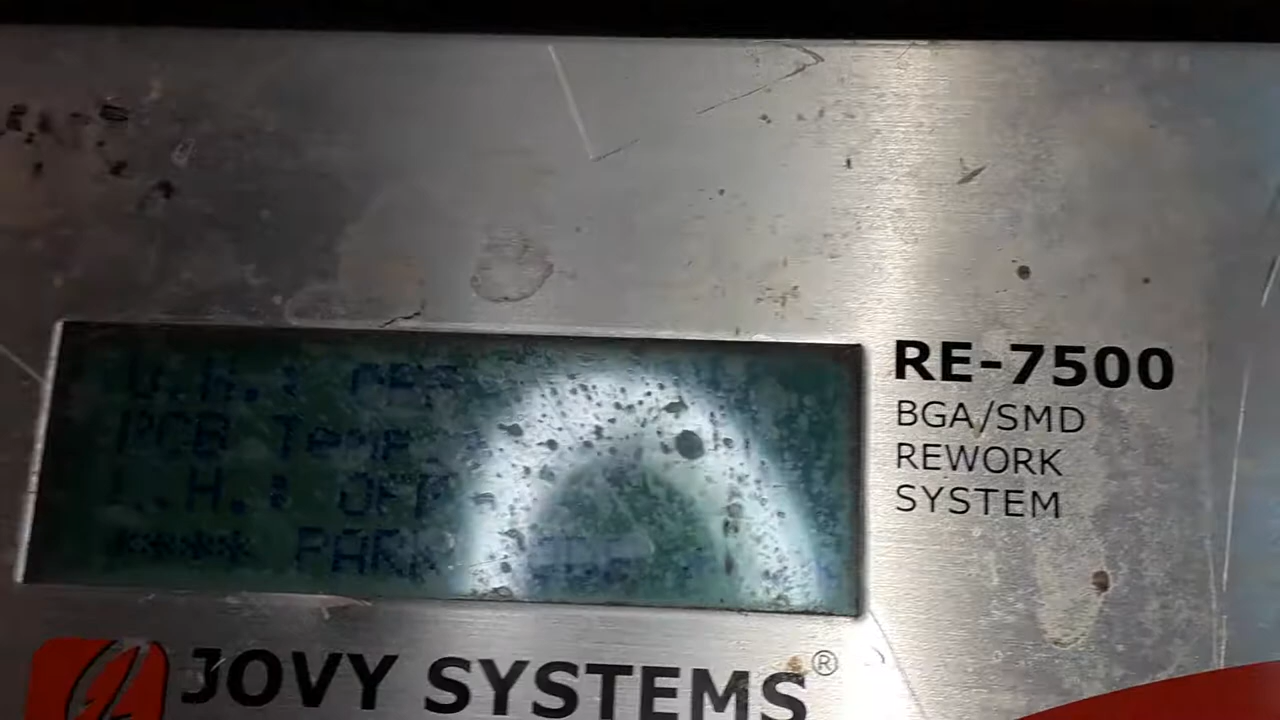 RE-7500
BGA/SMD
REWORK
SYSTEM
PCB Temp
L.H.: OFF
**** PARK
JOVY SYSTEMS®